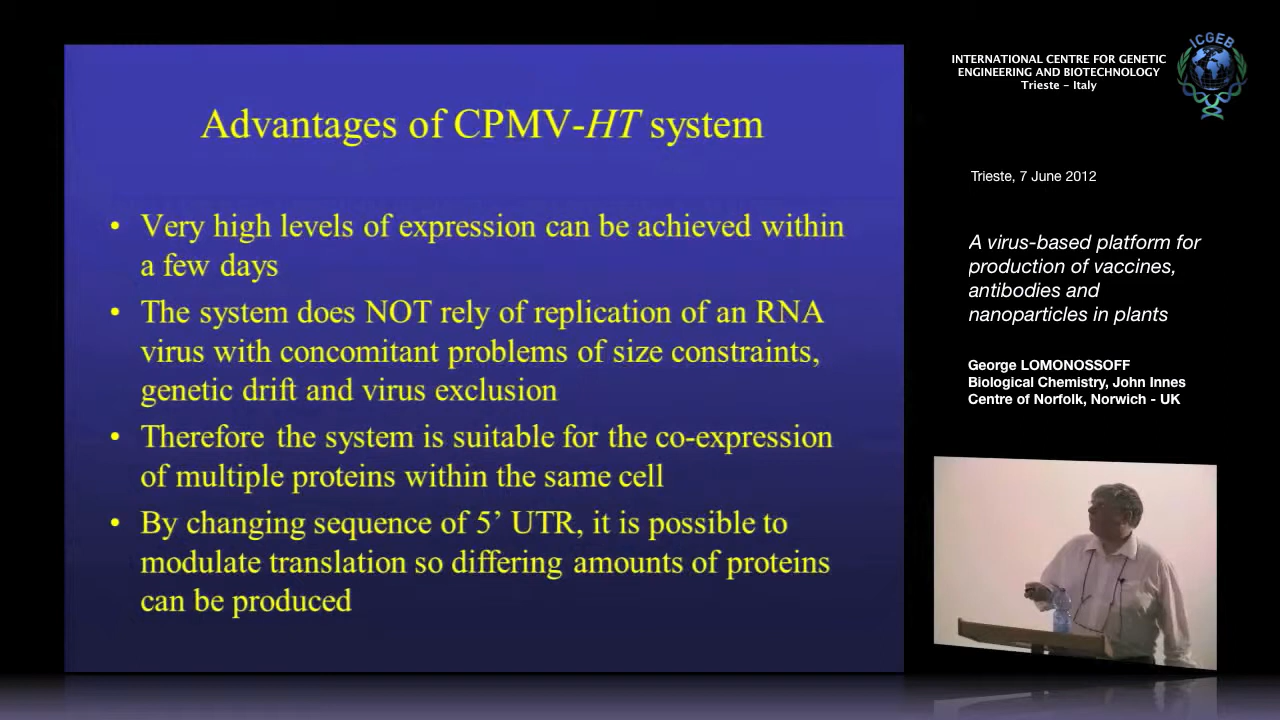 Advantages of CPMV-HT system
• Very high levels of expression can be achieved within
a few days
• The system does NOT rely of replication of an RNA
virus with concomitant problems of size constraints,
genetic drift and virus exclusion
• Therefore the system is suitable for the co-expression
of multiple proteins within the same cell
• By changing sequence of 5’ UTR, it is possible to
modulate translation so differing amounts of proteins
can be produced
INTERNATIONAL CENTRE FOR GENETIC
ENGINEERING AND BIOTECHNOLOGY
Trieste - Italy
ICGEB
Trieste, 7 June 2012
A virus-based platform for
production of vaccines,
antibodies and
nanoparticles in plants
George LOMONOSSOFF
Biological Chemistry, John Innes
Centre of Norfolk, Norwich - UK